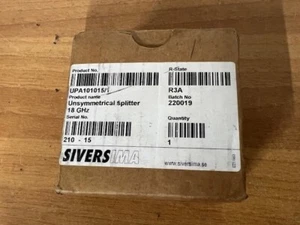 Product No.
R-State
UPA101015/1
R3A
Product name
Batch No
Unsymmetrical Splitter
220019
18 GHz
Serial No.
Quantity
210 - 15
1
SIVERSIMA
www.siversima.se